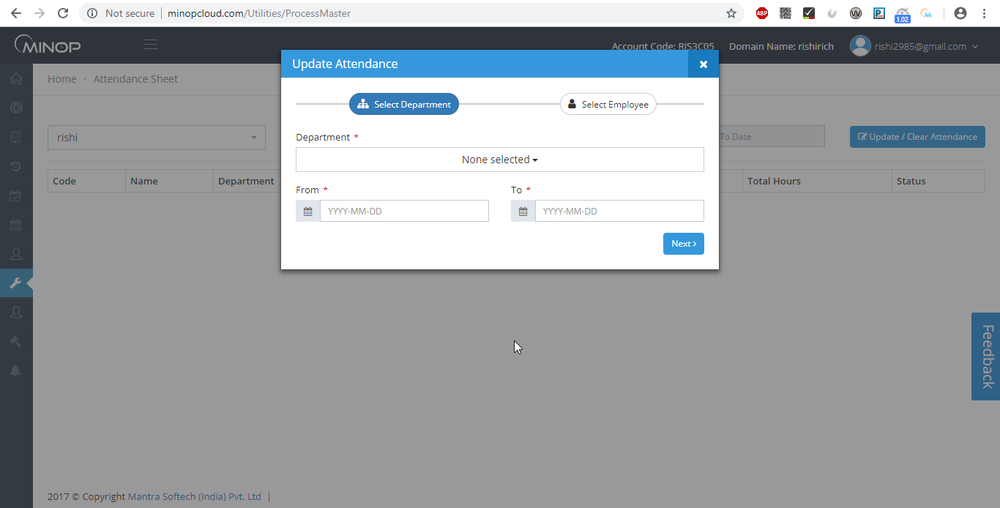 Not secure | minopcloud.com/Utilities/ProcessMaster
ABP
W
P
1.02
MINOP
Account Code: RIS3C05
Domain Name: rishirich
rishi2985@gmail.com
Update Attendance
Home
Attendance Sheet
Select Department
Select Employee
rishi
Department *
To Date
Update / Clear Attendance
None selected
Code
Name
Department
Total Hours
Status
From *
To *
YYYY-MM-DD
YYYY-MM-DD
Next
Feedback
2017 © Copyright Mantra Softech (India) Pvt. Ltd |